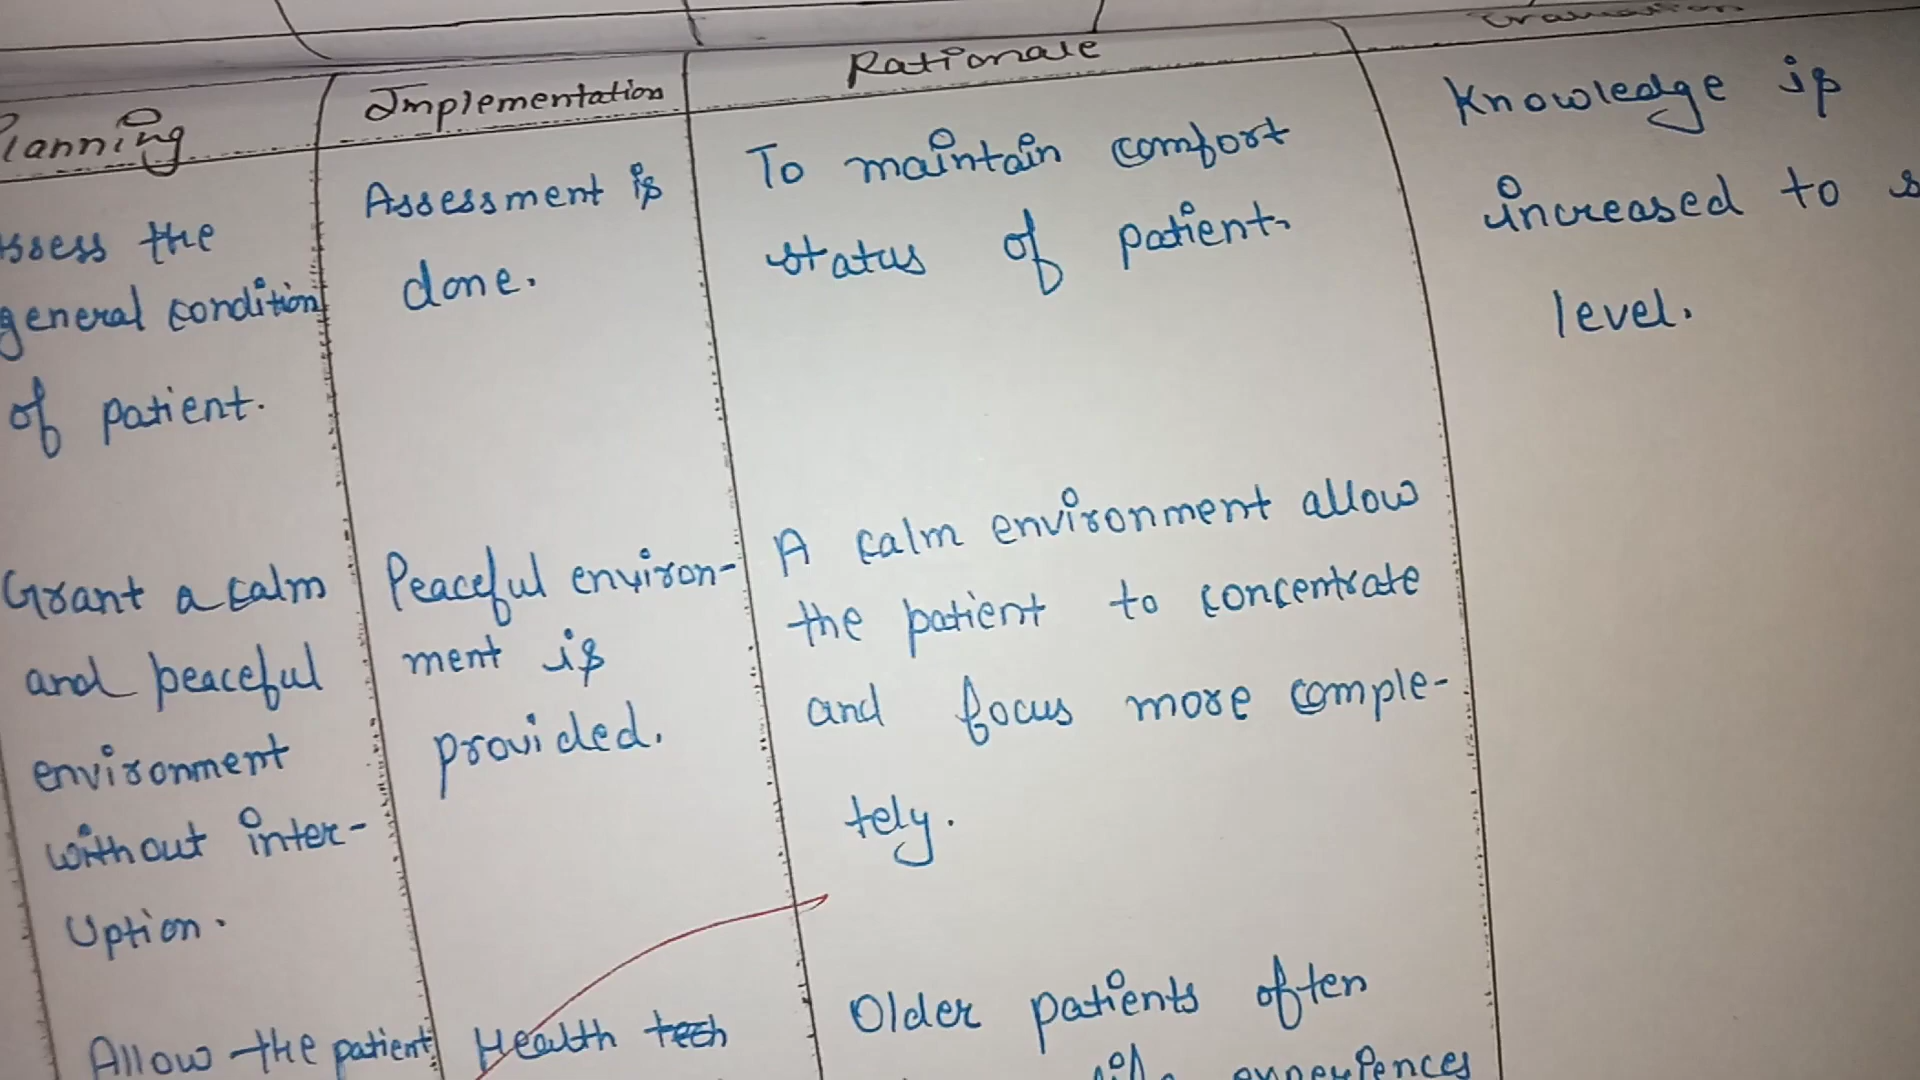 Planning
Implementation
Rationale
Evaluation
Assess the
general condition
of patient.
Assessment is
done.
To maintain comfort
status of patient.
Knowledge is
increased to
level.
Grant a calm
and peaceful
environment
without inter-
uption.
Peaceful environ-
ment is
provided.
A calm environment allow
the patient to concentrate
and focus more comple-
tely.
Allow the patient
Health
Older patients often
experiences